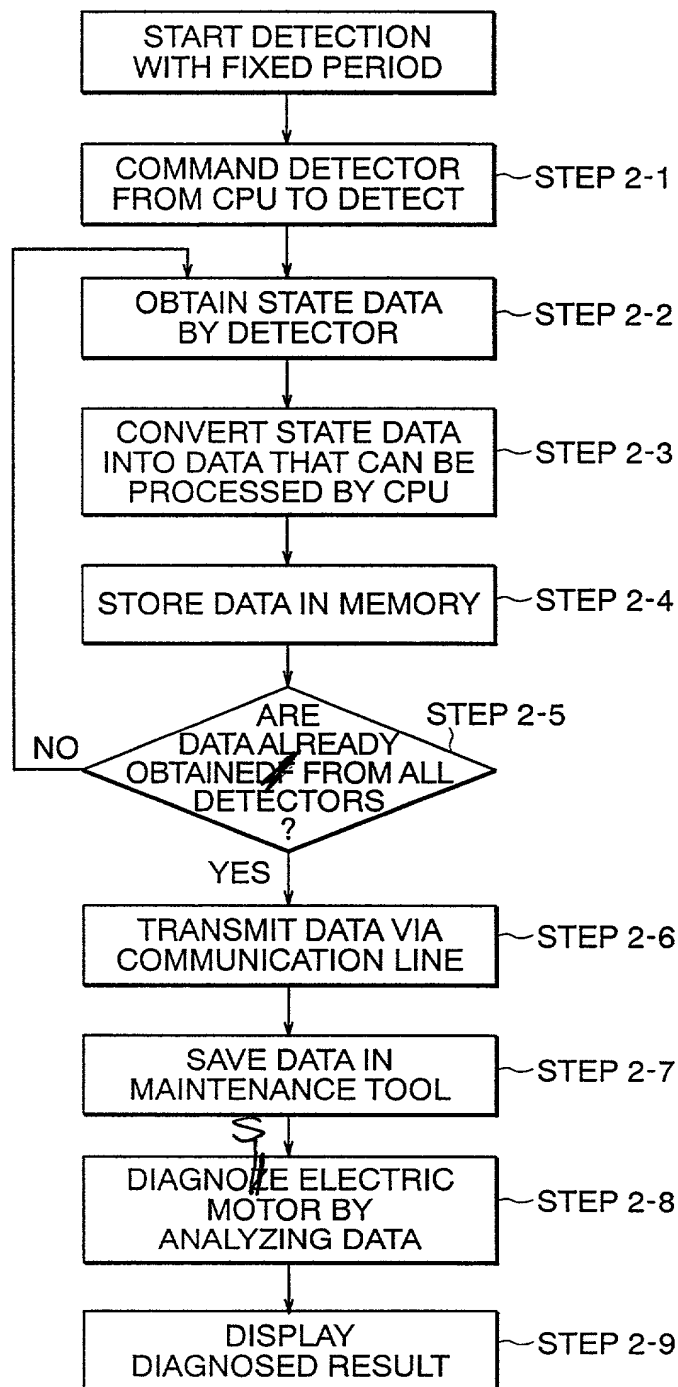 START DETECTION
WITH FIXED PERIOD
COMMAND DETECTOR
FROM CPU TO DETECT
STEP 2-1
OBTAIN STATE DATA
BY DETECTOR
STEP 2-2
CONVERT STATE DATA
INTO DATA THAT CAN BE
PROCESSED BY CPU
STEP 2-3
STORE DATA IN MEMORY
STEP 2-4
ARE
DATA ALREADY
OBTAINEDF FROM ALL
DETECTORS
?
STEP 2-5
NO
YES
TRANSMIT DATA VIA
COMMUNICATION LINE
STEP 2-6
SAVE DATA IN
MAINTENANCE TOOL
STEP 2-7
S
DIAGNOZE ELECTRIC
MOTOR BY
ANALYZING DATA
STEP 2-8
DISPLAY
DIAGNOSED RESULT
STEP 2-9